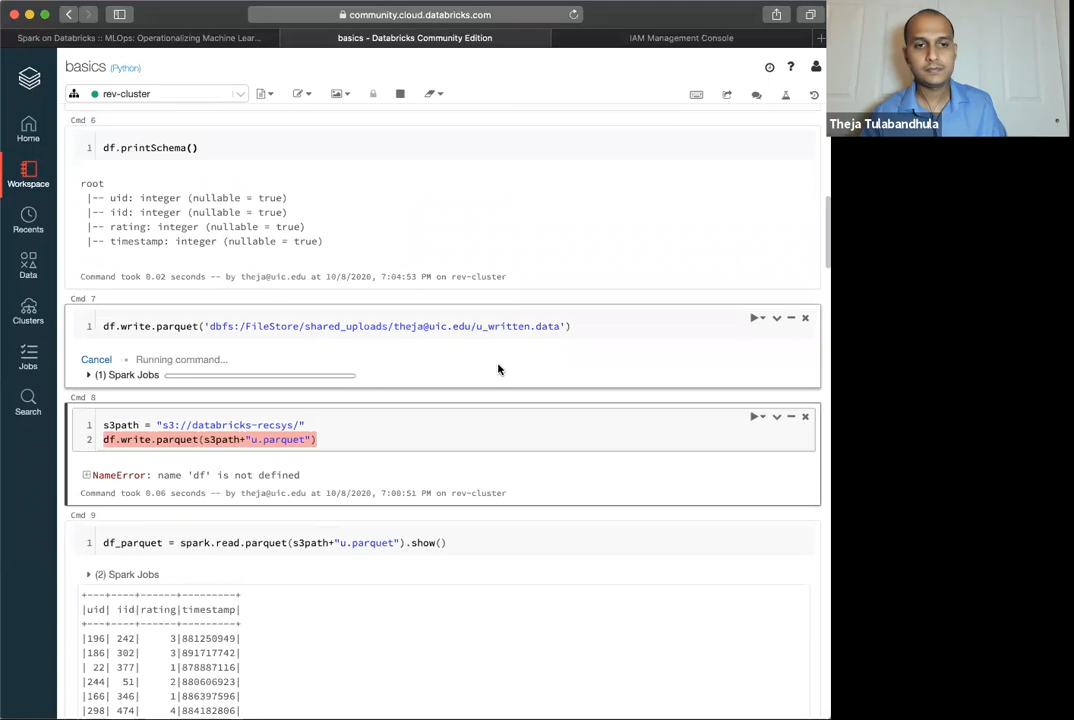 community.cloud.databricks.com
Spark on Databricks :: MLOps: Operationalizing Machine Lear...
basics - Databricks Community Edition
IAM Management Console
basics (Python)
rev-cluster
Home
Workspace
Recents
Data
Clusters
Jobs
Search
Theja Tulabandhula
Cmd 6
1 df.printSchema()
root
|-- uid: integer (nullable = true)
|-- iid: integer (nullable = true)
|-- rating: integer (nullable = true)
|-- timestamp: integer (nullable = true)
Command took 0.02 seconds -- by theja@uic.edu at 10/8/2020, 7:04:53 PM on rev-cluster
Cmd 7
1 df.write.parquet('dbfs:/FileStore/shared_uploads/theja@uic.edu/u_written.data')
Cancel Running command...
(1) Spark Jobs
Cmd 8
1 s3path = "s3://databricks-recsys/"
2 df.write.parquet(s3path+"u.parquet")
NameError: name 'df' is not defined
Command took 0.06 seconds -- by theja@uic.edu at 10/8/2020, 7:00:51 PM on rev-cluster
Cmd 9
1 df_parquet = spark.read.parquet(s3path+"u.parquet").show()
(2) Spark Jobs
+---+----+------+---------+
|uid| iid|rating|timestamp|
+---+----+------+---------+
|196| 242| 3|881250949|
|186| 302| 3|891717742|
| 22| 377| 1|878887116|
|244| 51| 2|880606923|
|166| 346| 1|886397596|
|298| 474| 4|884182806|